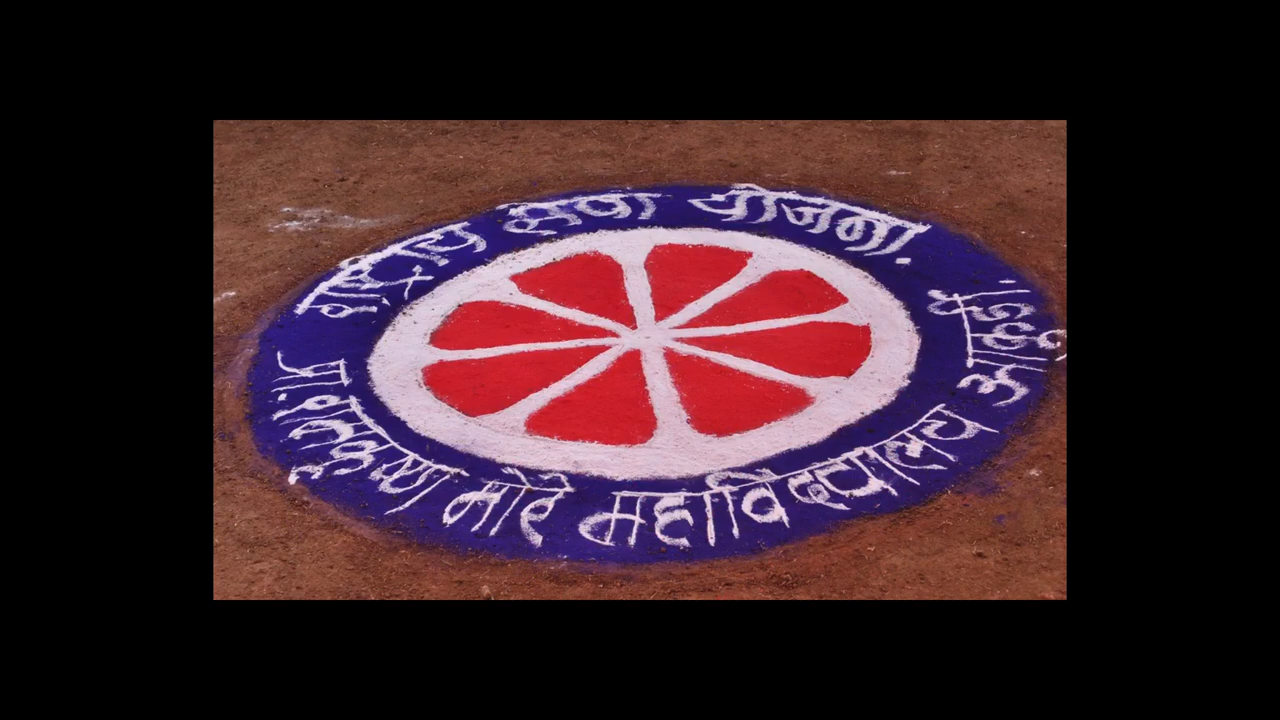 राष्ट्रीय सेवा योजना.
प्रा.रामकृष्ण मोरे महाविद्यालय आकुर्डी.